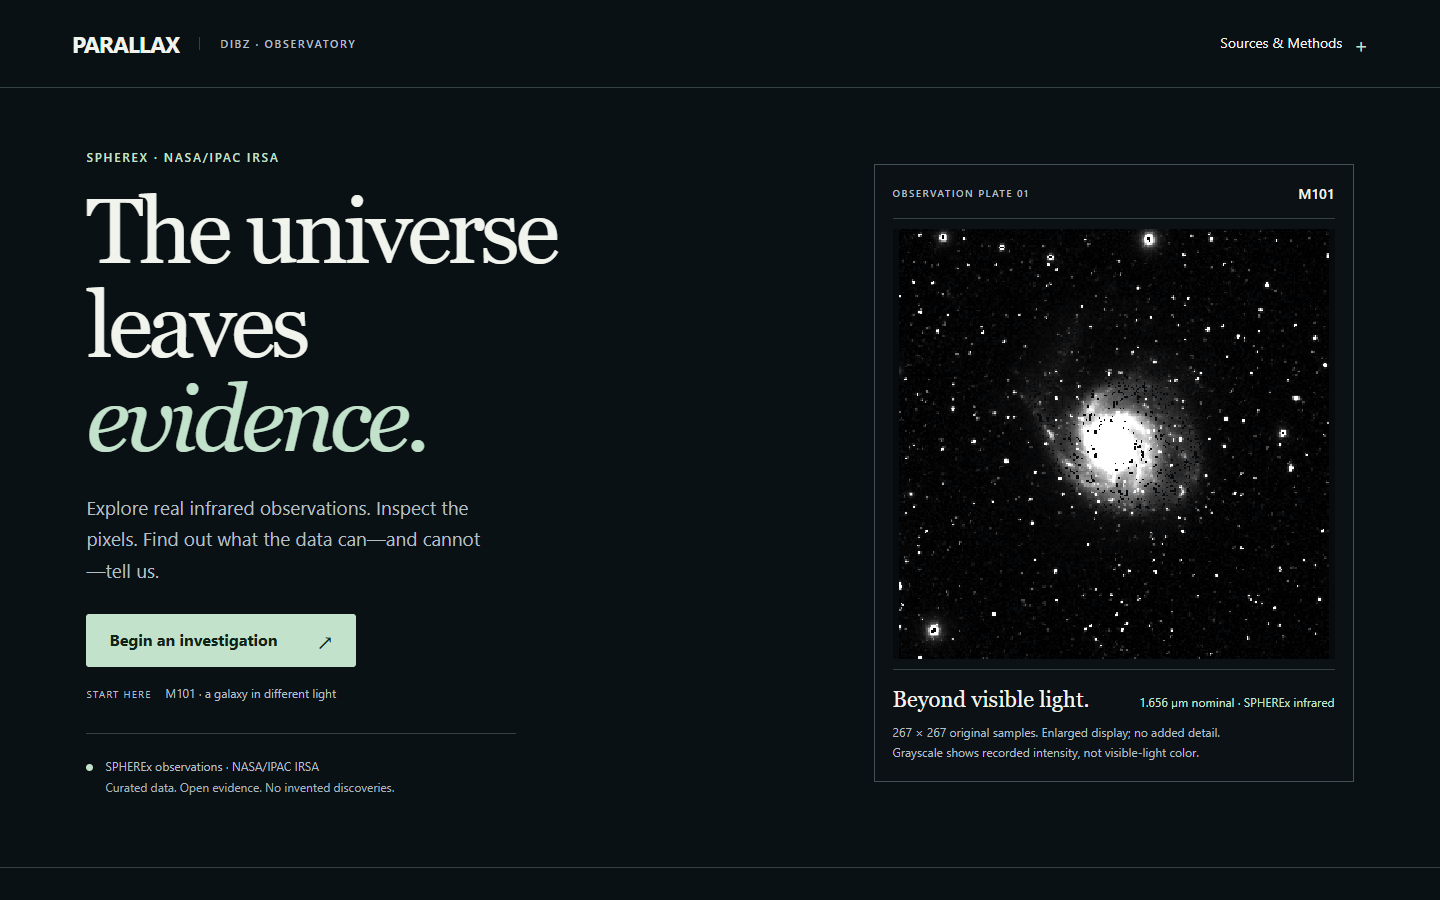 PARALLAX
DIBZ · OBSERVATORY
Sources & Methods +
SPHEREX · NASA/IPAC IRSA
The universe
leaves
evidence.
Explore real infrared observations. Inspect the
pixels. Find out what the data can—and cannot
—tell us.
Begin an investigation ↗
START HERE M101 · a galaxy in different light
SPHEREx observations · NASA/IPAC IRSA
Curated data. Open evidence. No invented discoveries.
OBSERVATION PLATE 01
M101
Beyond visible light.
1.656 µm nominal · SPHEREx infrared
267 × 267 original samples. Enlarged display; no added detail.
Grayscale shows recorded intensity, not visible-light color.